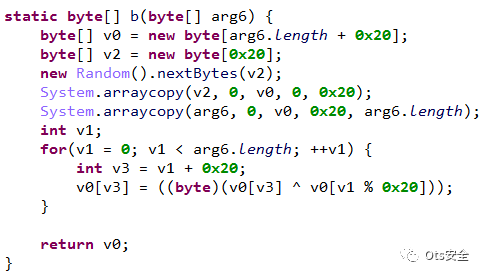 static byte[] b(byte[] arg6) {
    byte[] v0 = new byte[arg6.length + 0x20];
    byte[] v2 = new byte[0x20];
    new Random().nextBytes(v2);
    System.arraycopy(v2, 0, v0, 0, 0x20);
    System.arraycopy(arg6, 0, v0, 0x20, arg6.length);
    int v1;
    for(v1 = 0; v1 < arg6.length; ++v1) {
        int v3 = v1 + 0x20;
        v0[v3] = ((byte)(v0[v3] ^ v0[v1 % 0x20]));
    }

    return v0;
}
Ots安全